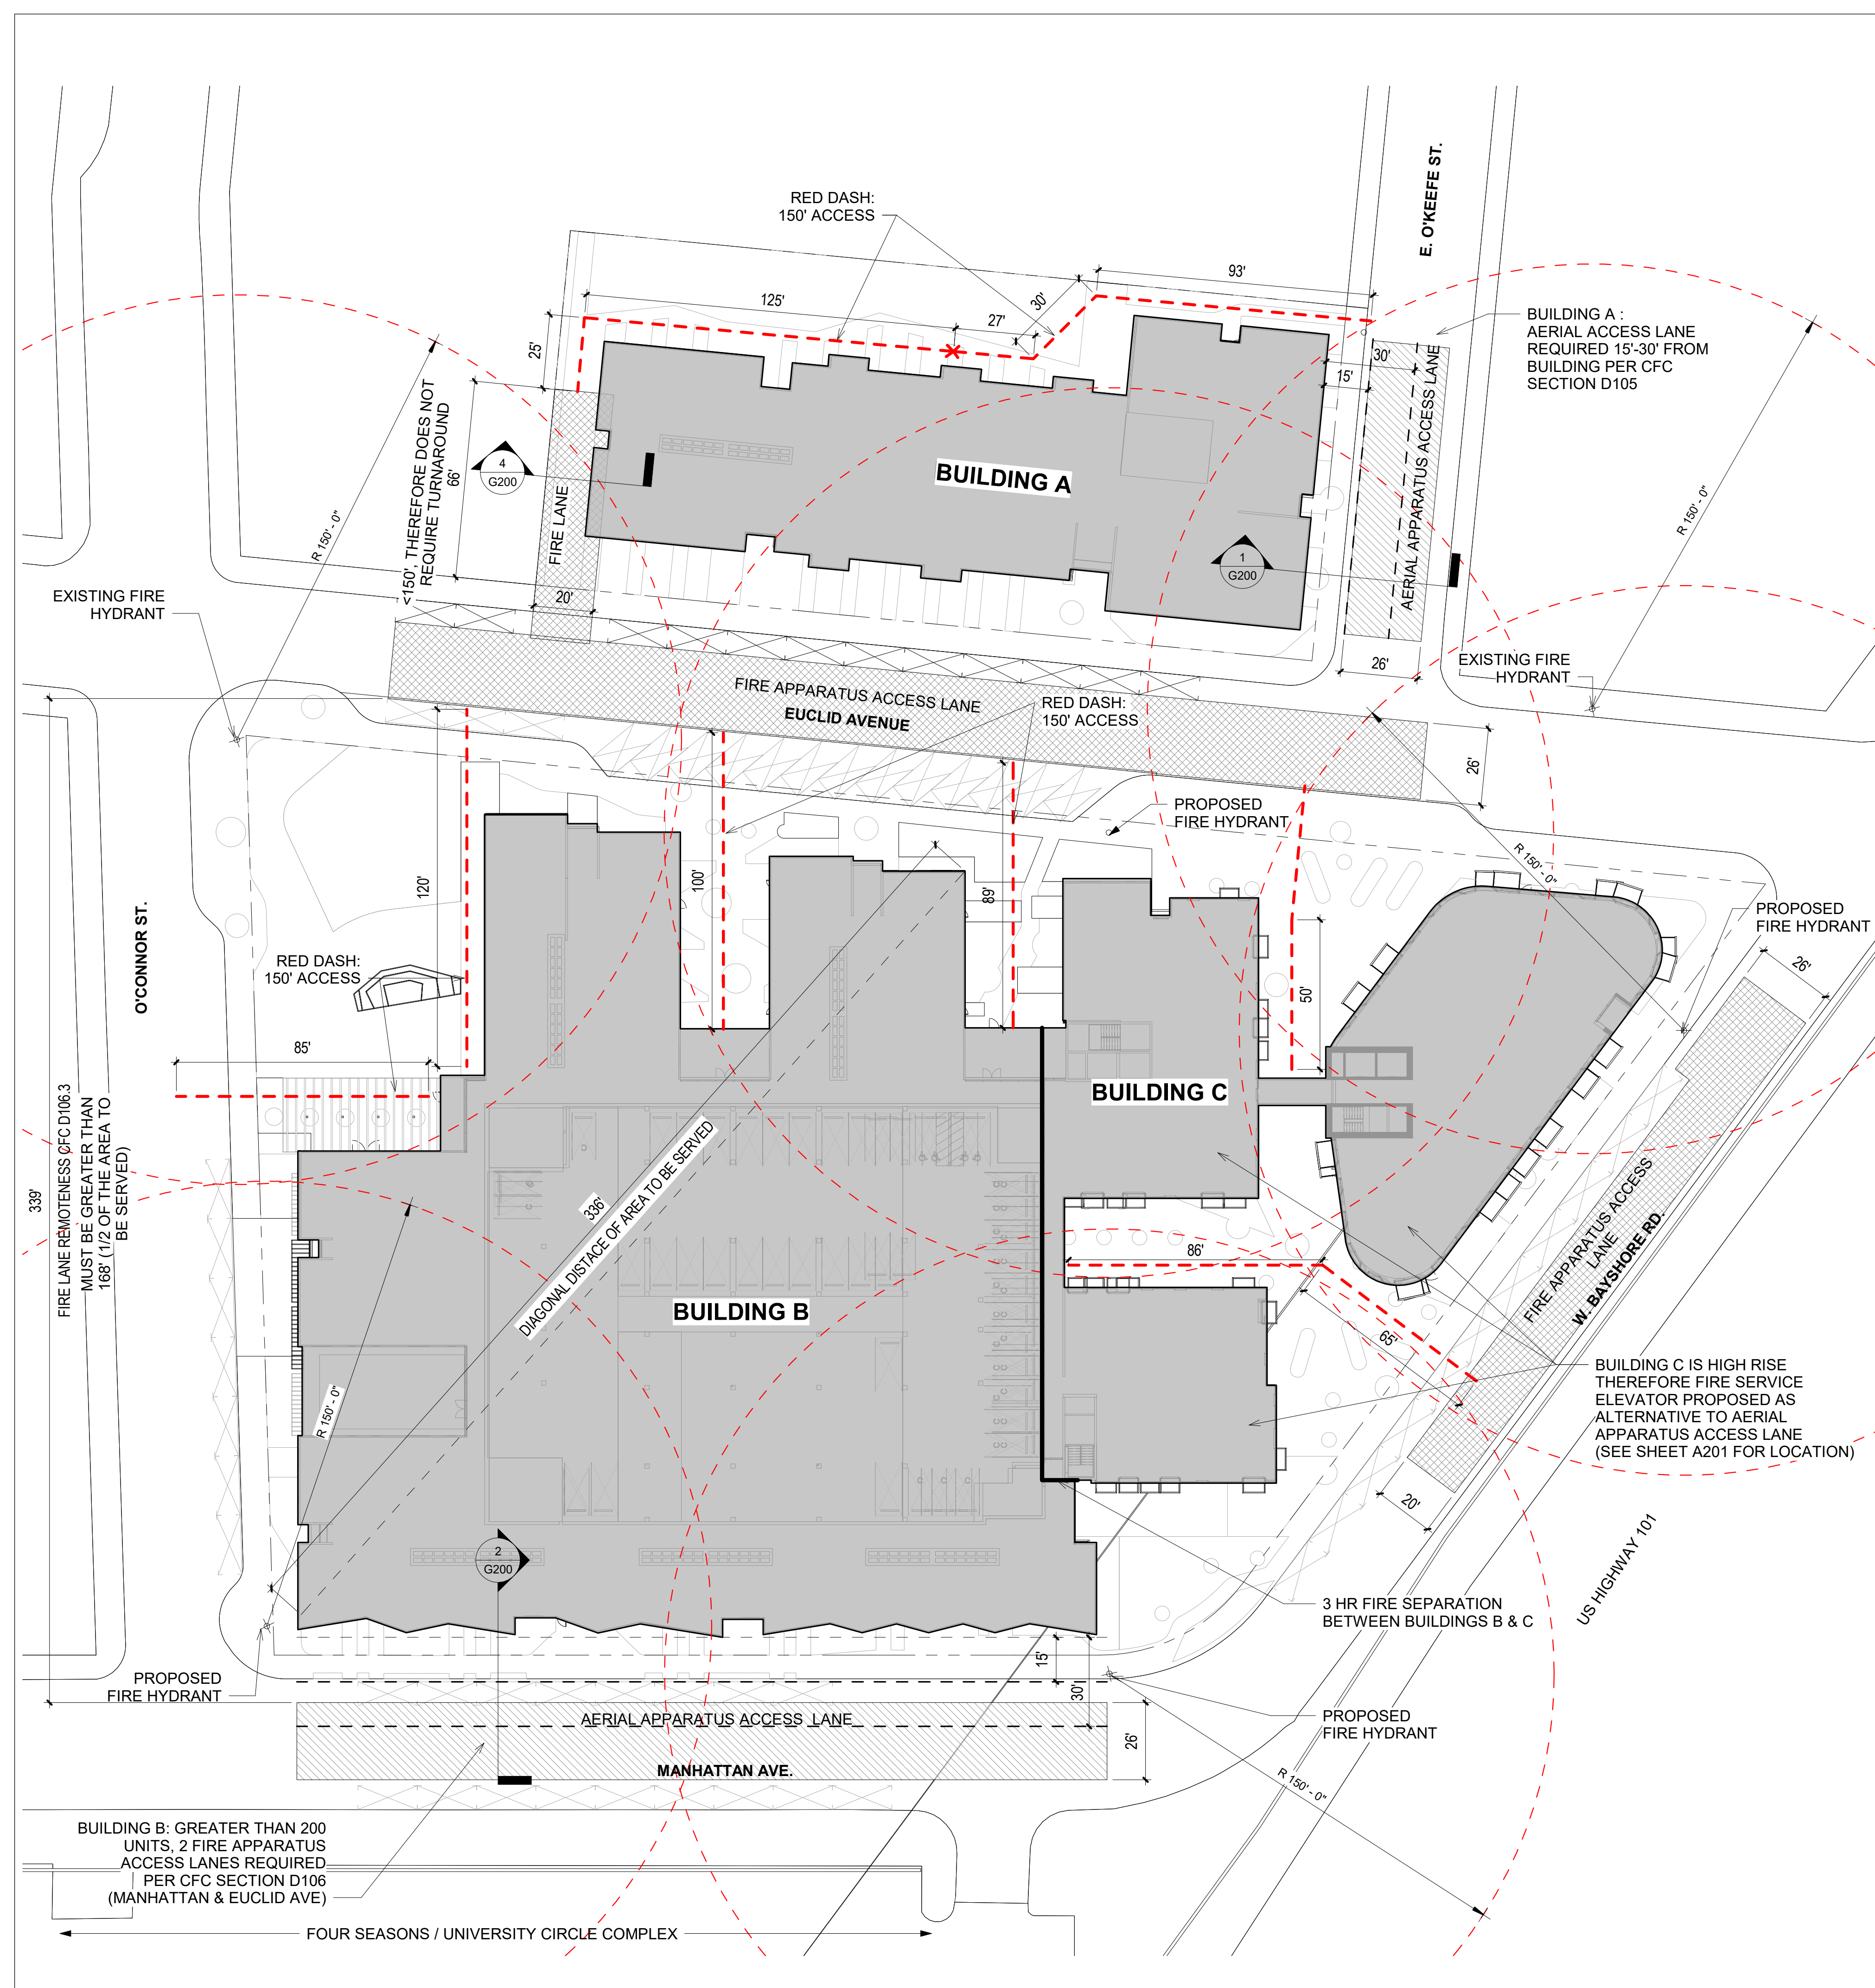 RED DASH:
150' ACCESS
E. O'KEEFE ST.
93'
125'
30'
27'
25'
BUILDING A :
AERIAL ACCESS LANE
REQUIRED 15'-30' FROM
BUILDING PER CFC
SECTION D105
30'
15'
AERIAL APPARATUS ACCESS LANE
R 150' - 0"
<150', THEREFORE DOES NOT
REQUIRE TURNAROUND
66'
4
G200
FIRE LANE
BUILDING A
1
G200
R 150' - 0"
EXISTING FIRE
HYDRANT
20'
26'
EXISTING FIRE
HYDRANT
FIRE APPARATUS ACCESS LANE
EUCLID AVENUE
RED DASH:
150' ACCESS
26'
PROPOSED
FIRE HYDRANT
R 150' - 0"
120'
100'
89'
O'CONNOR ST.
RED DASH:
150' ACCESS
50'
PROPOSED
FIRE HYDRANT
26'
85'
339'
FIRE LANE REMOTENESS CFC D106.3
MUST BE GREATER THAN
168' (1/2 OF THE AREA TO
BE SERVED)
BUILDING C
336'
DIAGONAL DISTACE OF AREA TO BE SERVED
86'
65'
FIRE APPARATUS ACCESS
LANE
W. BAYSHORE RD.
BUILDING B
R 150' - 0"
BUILDING C IS HIGH RISE
THEREFORE FIRE SERVICE
ELEVATOR PROPOSED AS
ALTERNATIVE TO AERIAL
APPARATUS ACCESS LANE
(SEE SHEET A201 FOR LOCATION)
20'
US HIGHWAY 101
2
G200
3 HR FIRE SEPARATION
BETWEEN BUILDINGS B & C
15'
30'
PROPOSED
FIRE HYDRANT
AERIAL APPARATUS ACCESS LANE
26'
PROPOSED
FIRE HYDRANT
MANHATTAN AVE.
R 150' - 0"
BUILDING B: GREATER THAN 200
UNITS, 2 FIRE APPARATUS
ACCESS LANES REQUIRED
PER CFC SECTION D106
(MANHATTAN & EUCLID AVE)
FOUR SEASONS / UNIVERSITY CIRCLE COMPLEX